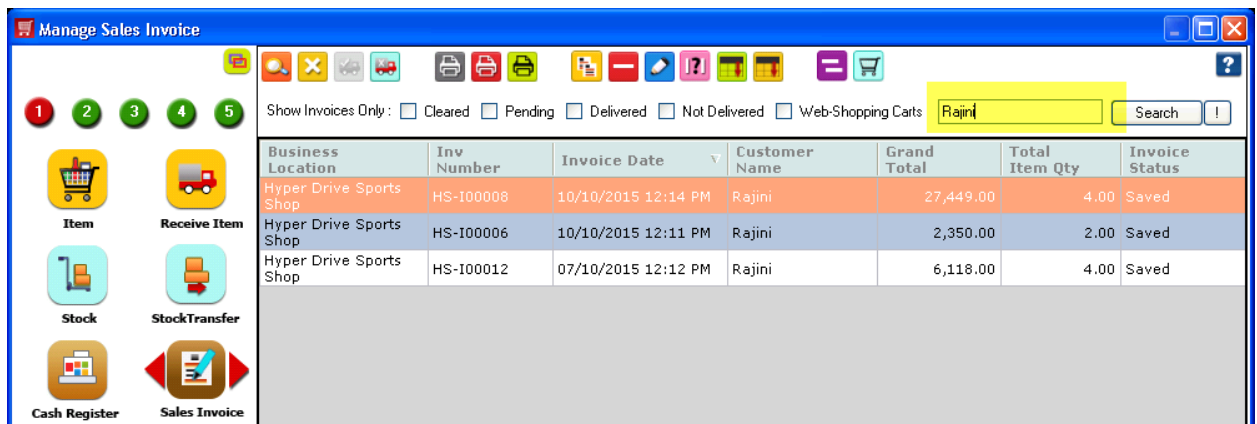 Manage Sales Invoice
?
1 2 3 4 5
Show Invoices Only : Cleared Pending Delivered Not Delivered Web-Shopping Carts Rajini Search !
Business Location Inv Number Invoice Date Customer Name Grand Total Total Item Qty Invoice Status
Hyper Drive Sports Shop HS-I00008 10/10/2015 12:14 PM Rajini 27,449.00 4.00 Saved
Hyper Drive Sports Shop HS-I00006 10/10/2015 12:11 PM Rajini 2,350.00 2.00 Saved
Hyper Drive Sports Shop HS-I00012 07/10/2015 12:12 PM Rajini 6,118.00 4.00 Saved
Item Receive Item
Stock StockTransfer
Cash Register Sales Invoice